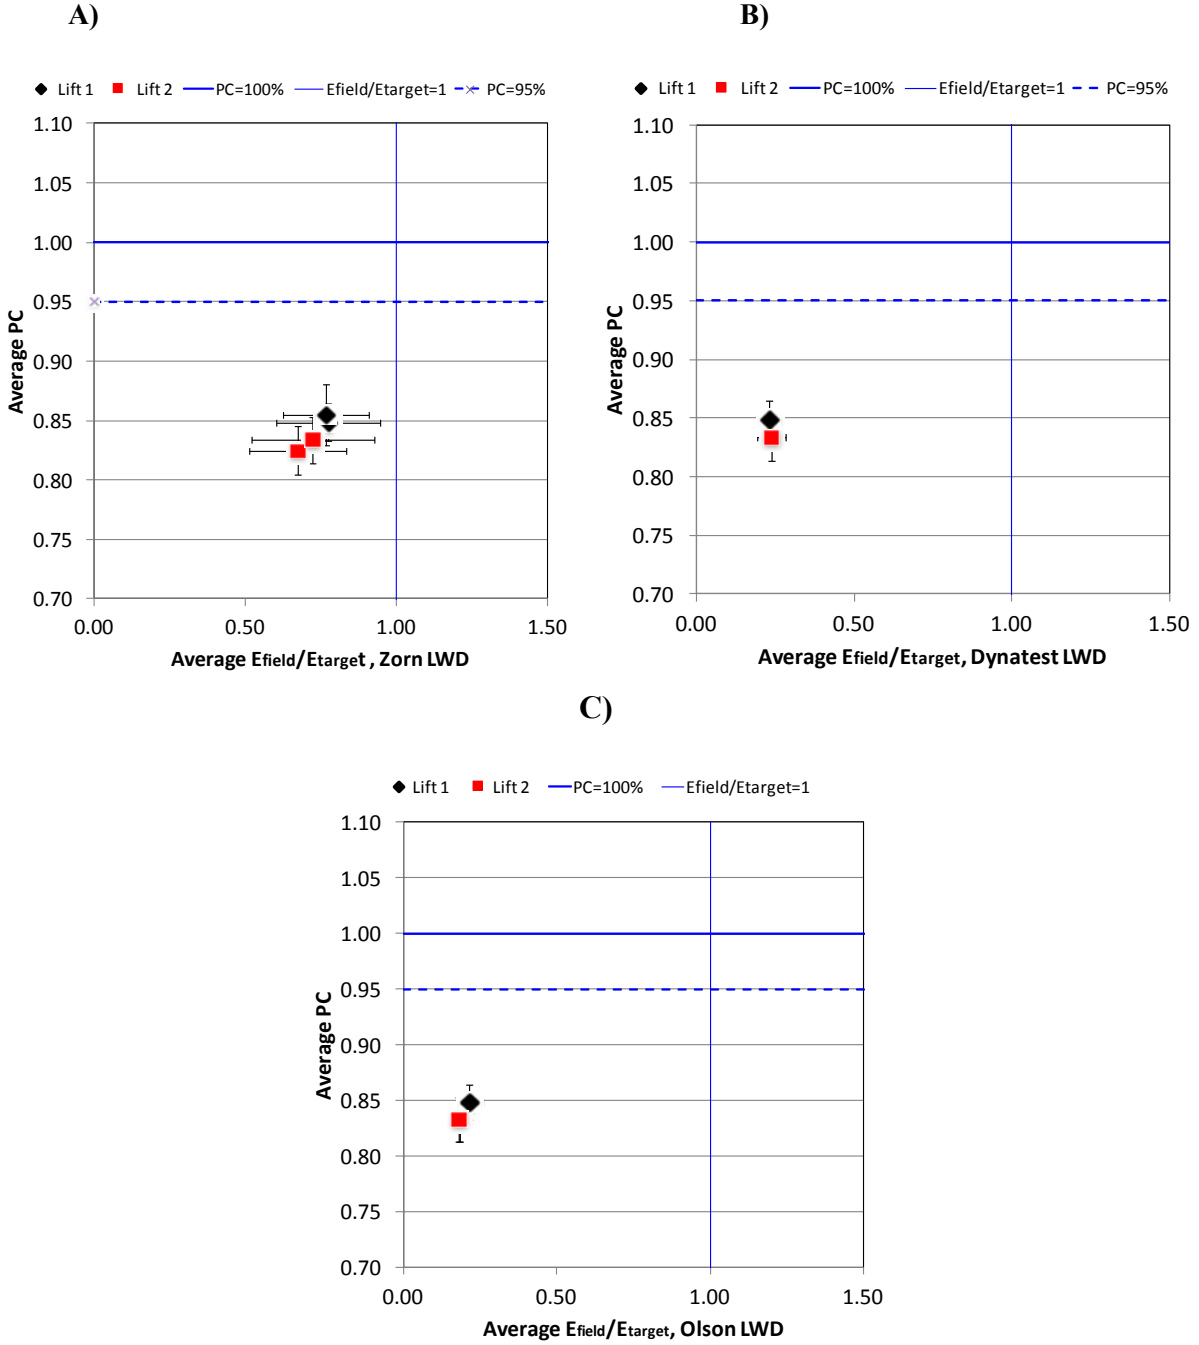 A)
B)
Lift 1 Lift 2 PC=100% Efield/Etarget=1 PC=95%
Lift 1 Lift 2 PC=100% Efield/Etarget=1 PC=95%
1.10
1.05
1.00
0.95
0.90
0.85
0.80
0.75
0.70
Average PC
0.00 0.50 1.00 1.50
Average Efield/Etarget , Zorn LWD
1.10
1.05
1.00
0.95
0.90
0.85
0.80
0.75
0.70
Average PC
0.00 0.50 1.00 1.50
Average Efield/Etarget, Dynatest LWD
C)
Lift 1 Lift 2 PC=100% Efield/Etarget=1
1.10
1.05
1.00
0.95
0.90
0.85
0.80
0.75
0.70
Average PC
0.00 0.50 1.00 1.50
Average Efield/Etarget, Olson LWD